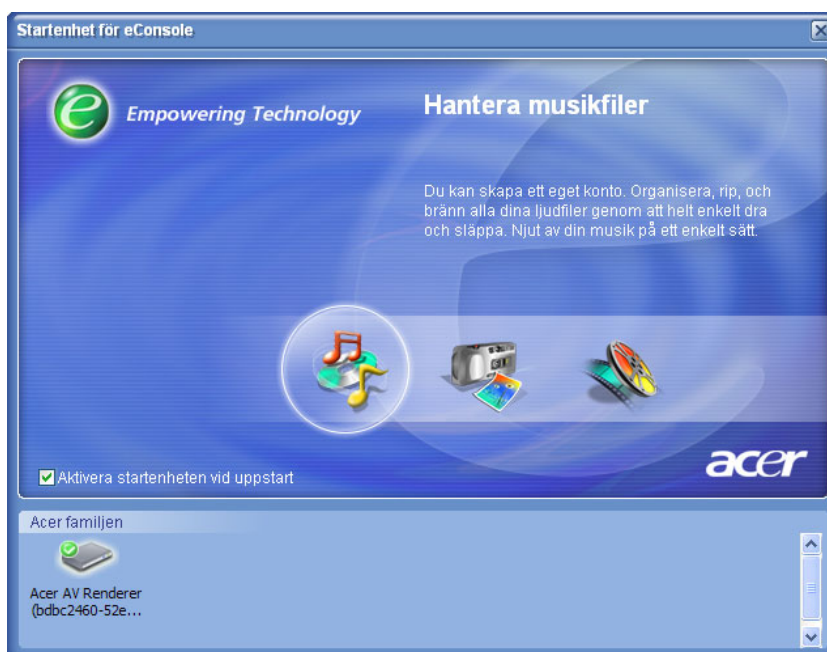 Startenhet för eConsole
e Empowering Technology
Hantera musikfiler
Du kan skapa ett eget konto. Organisera, rip, och
bränn alla dina ljudfiler genom att helt enkelt dra
och släppa. Njut av din musik på ett enkelt sätt.
Aktivera startenheten vid uppstart
acer
Acer familjen
Acer AV Renderer
(bdbc2460-52e...